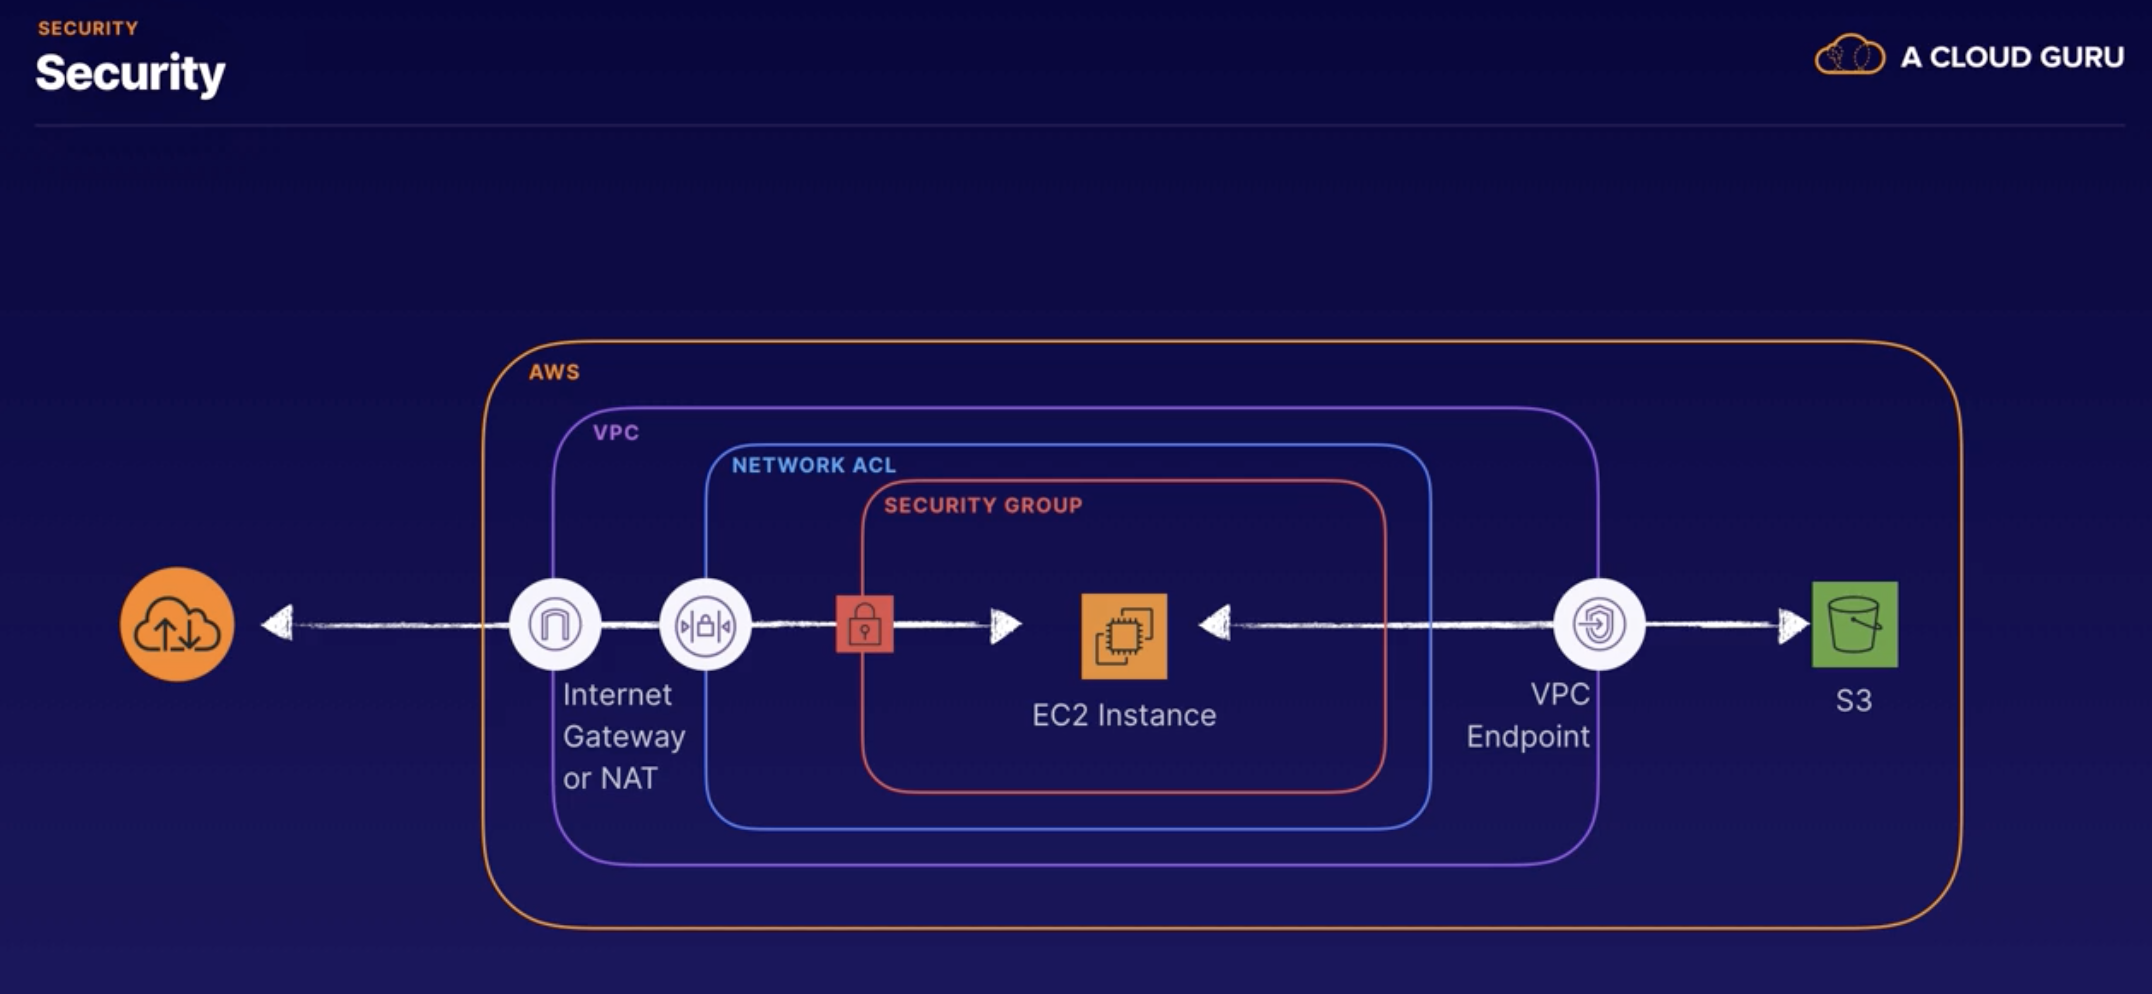 SECURITY
Security
A CLOUD GURU
AWS
VPC
NETWORK ACL
SECURITY GROUP
Internet
Gateway
or NAT
EC2 Instance
VPC
Endpoint
S3